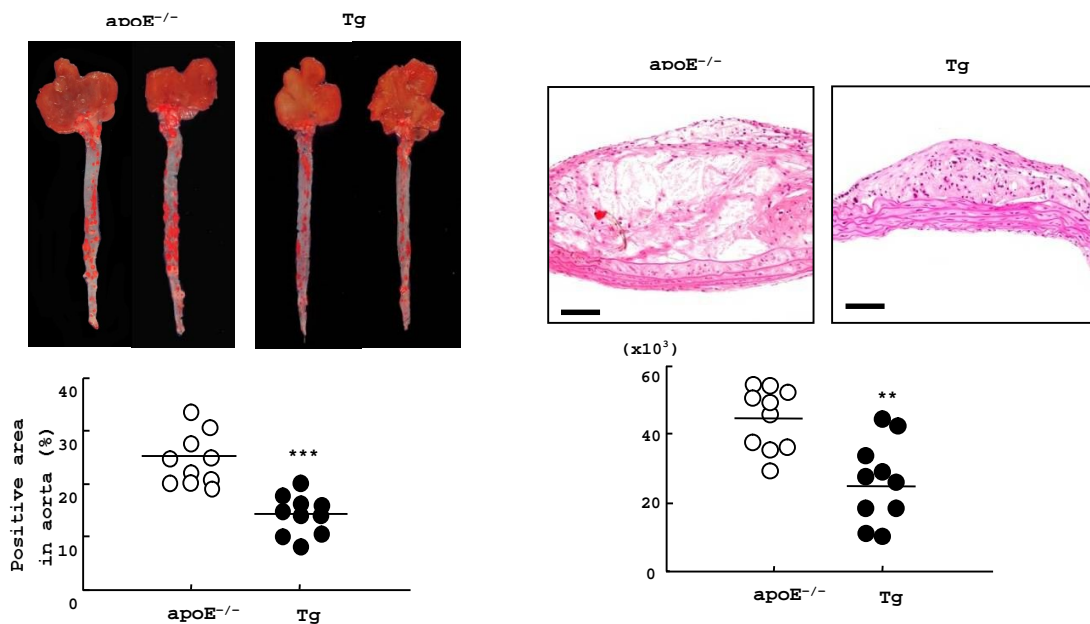 apoE⁻/⁻ Tg
apoE⁻/⁻ Tg
Positive area
in aorta (%)
40
30
20
10
0
***
apoE⁻/⁻ Tg
(x10³)
60
40
20
0
**
apoE⁻/⁻ Tg